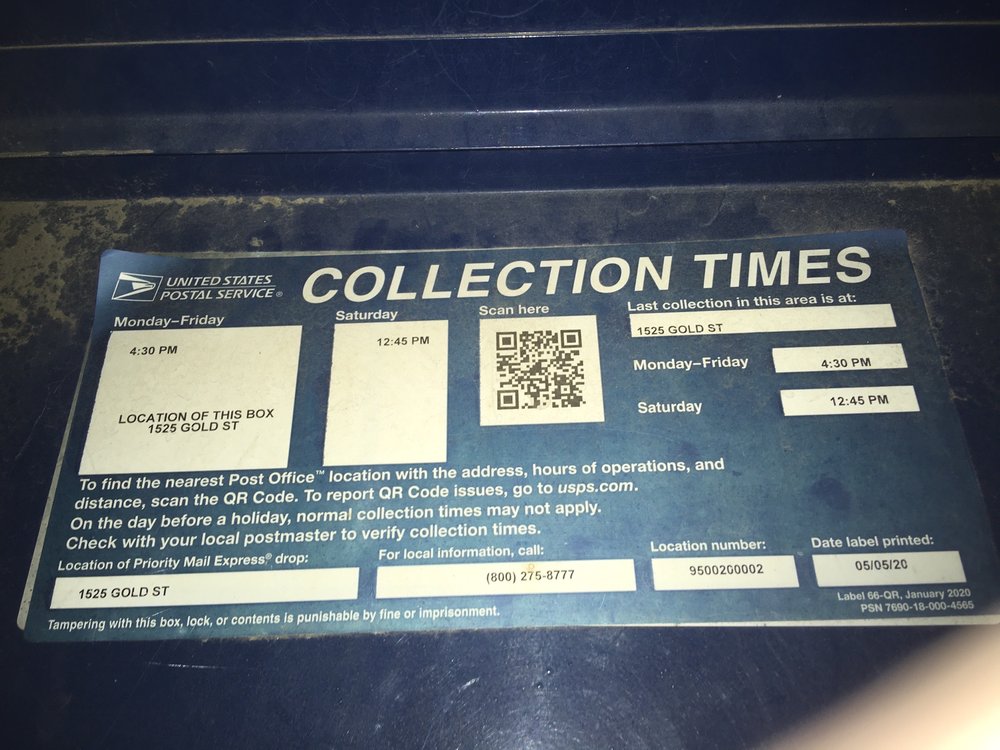 UNITED STATES
POSTAL SERVICE®
COLLECTION TIMES
Monday–Friday
4:30 PM
LOCATION OF THIS BOX
1525 GOLD ST
Saturday
12:45 PM
Scan here
Last collection in this area is at:
1525 GOLD ST
Monday–Friday 4:30 PM
Saturday 12:45 PM
To find the nearest Post Office™ location with the address, hours of operations, and
distance, scan the QR Code. To report QR Code issues, go to usps.com.
On the day before a holiday, normal collection times may not apply.
Check with your local postmaster to verify collection times.
Location of Priority Mail Express® drop:
1525 GOLD ST
For local information, call:
(800) 275-8777
Location number:
9500200002
Date label printed:
05/05/20
Tampering with this box, lock, or contents is punishable by fine or imprisonment.
Label 66-QR, January 2020
PSN 7690-18-000-4565